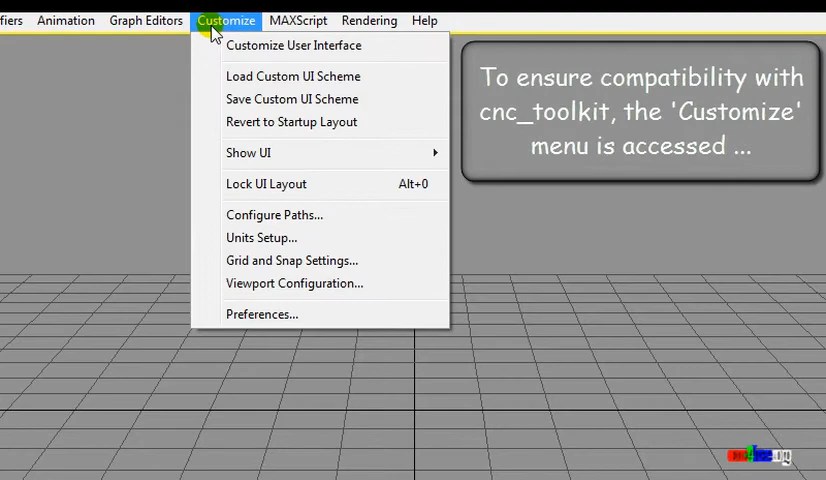 fiers Animation Graph Editors Customize MAXScript Rendering Help
Customize User Interface
Load Custom UI Scheme
Save Custom UI Scheme
Revert to Startup Layout
Show UI
Lock UI Layout Alt+0
Configure Paths...
Units Setup...
Grid and Snap Settings...
Viewport Configuration...
Preferences...
To ensure compatibility with
cnc_toolkit, the 'Customize'
menu is accessed ...